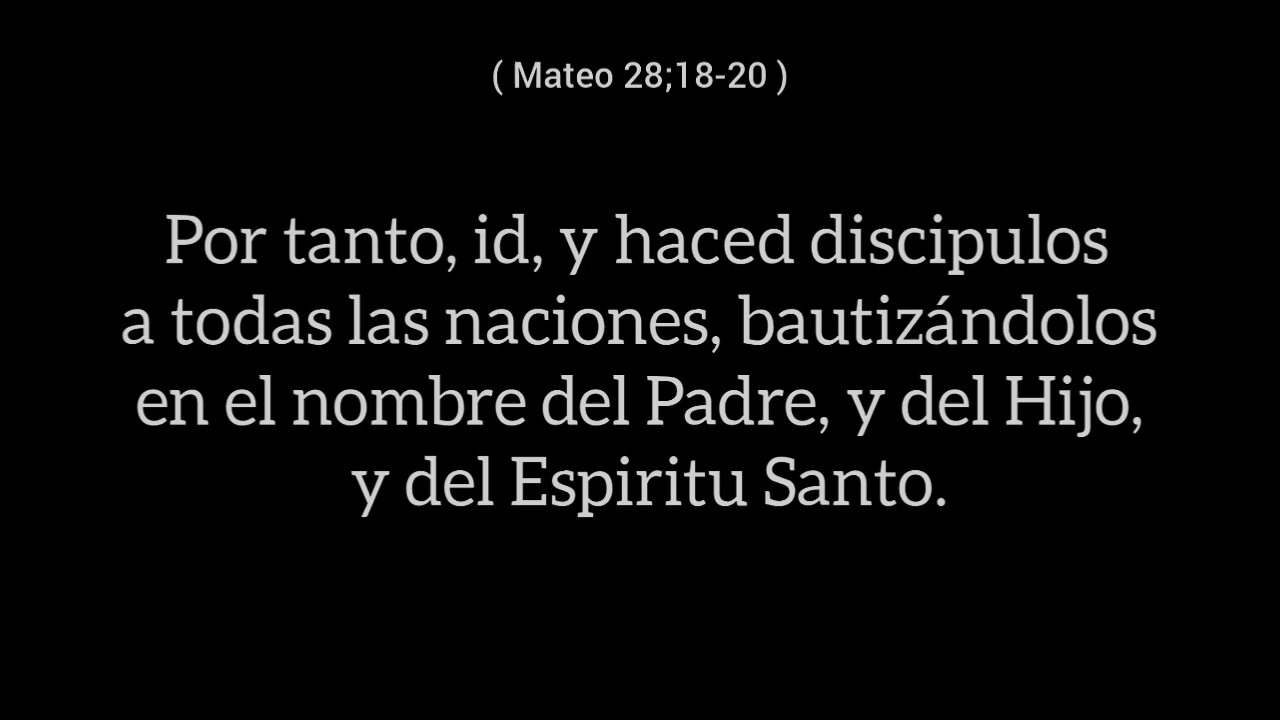 ( Mateo 28;18-20 )
Por tanto, id, y haced discipulos
a todas las naciones, bautizándolos
en el nombre del Padre, y del Hijo,
y del Espiritu Santo.